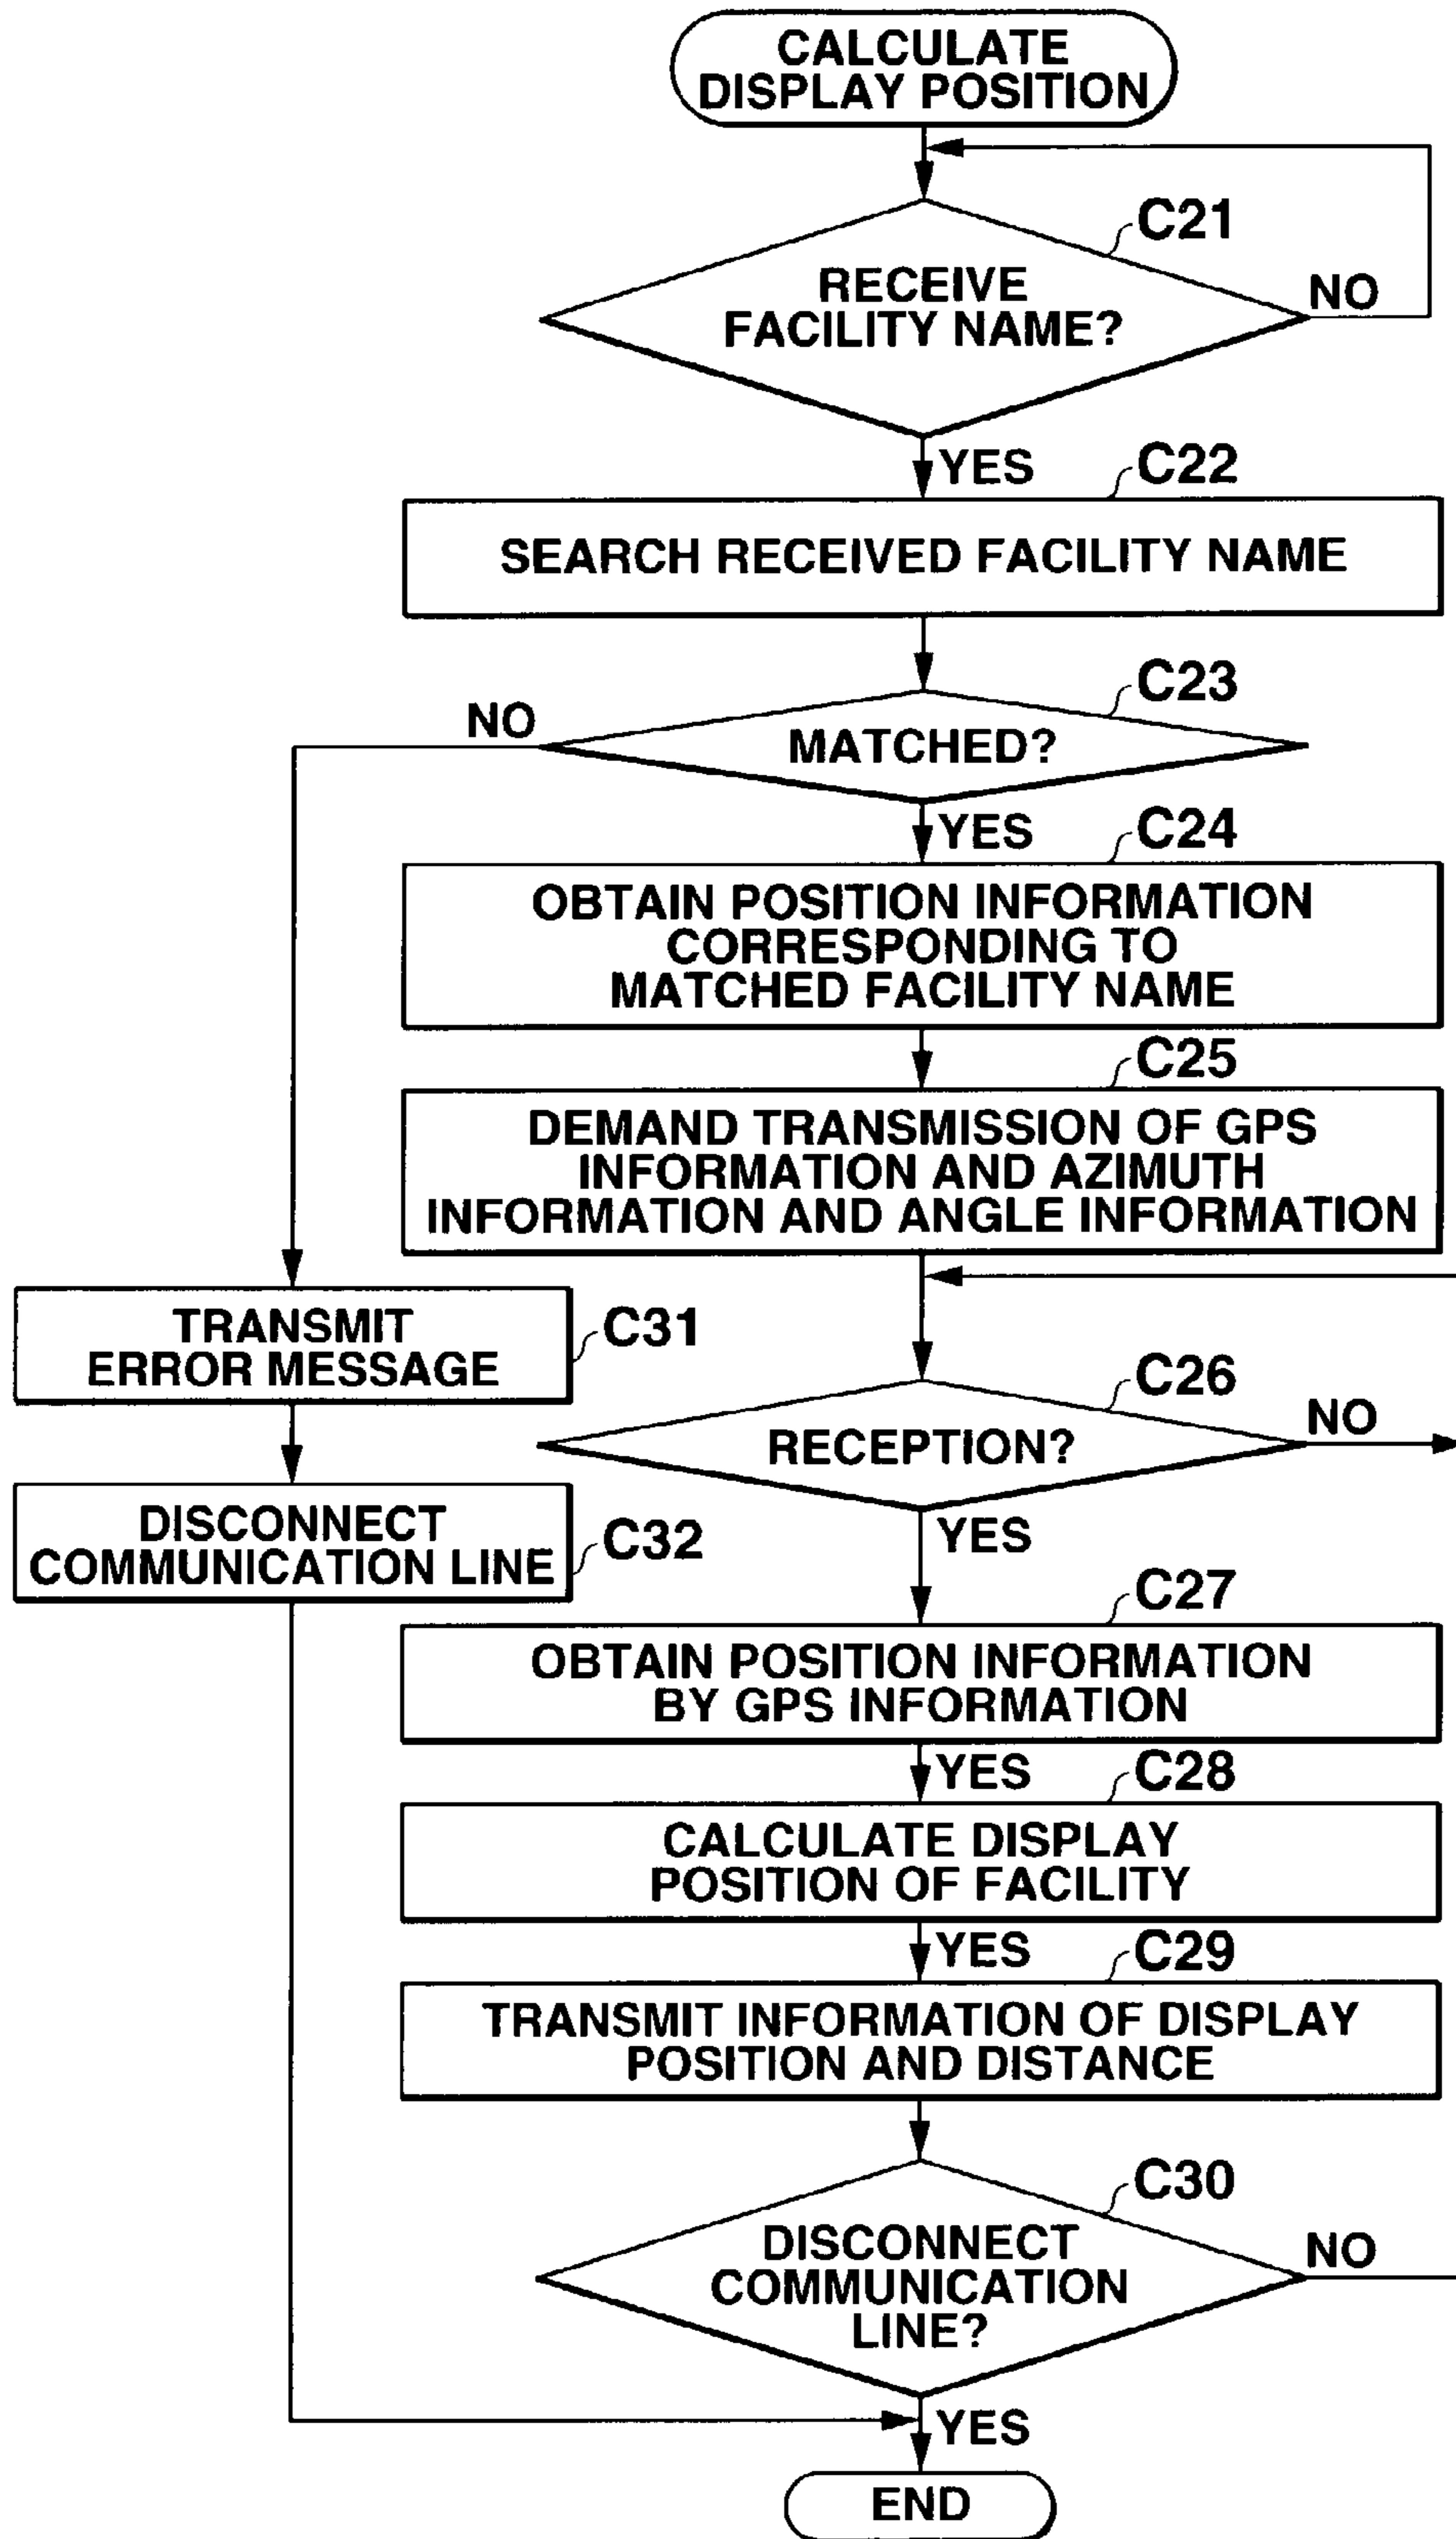 CALCULATE
DISPLAY POSITION
C21
RECEIVE
FACILITY NAME?
NO
YES
C22
SEARCH RECEIVED FACILITY NAME
C23
NO
MATCHED?
YES
C24
OBTAIN POSITION INFORMATION
CORRESPONDING TO
MATCHED FACILITY NAME
C25
DEMAND TRANSMISSION OF GPS
INFORMATION AND AZIMUTH
INFORMATION AND ANGLE INFORMATION
TRANSMIT
ERROR MESSAGE
C31
C26
RECEPTION?
NO
YES
DISCONNECT
COMMUNICATION LINE
C32
C27
OBTAIN POSITION INFORMATION
BY GPS INFORMATION
YES
C28
CALCULATE DISPLAY
POSITION OF FACILITY
YES
C29
TRANSMIT INFORMATION OF DISPLAY
POSITION AND DISTANCE
C30
DISCONNECT
COMMUNICATION
LINE?
NO
YES
END